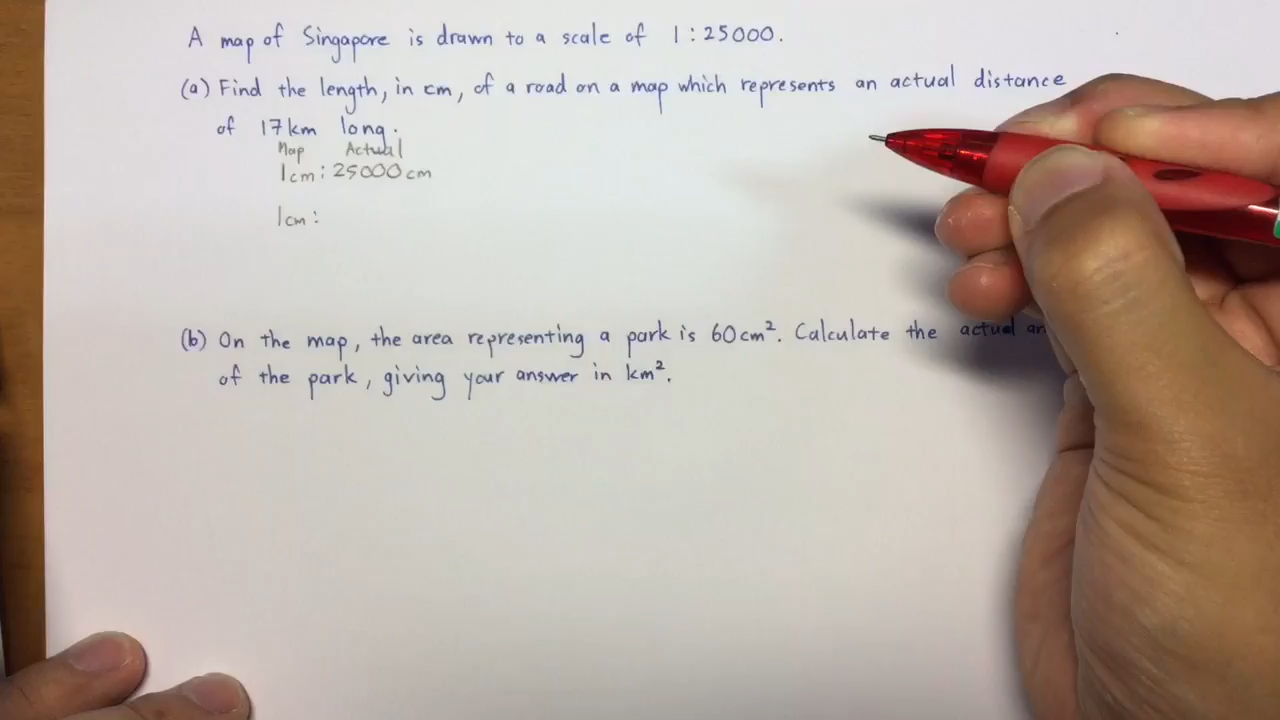 A map of Singapore is drawn to a scale of 1:25000.
(a) Find the length, in cm, of a road on a map which represents an actual distance
of 17km long.
Map Actual
1cm : 25000cm
1cm :
(b) On the map, the area representing a park is 60cm². Calculate the actual
of the park, giving your answer in km².